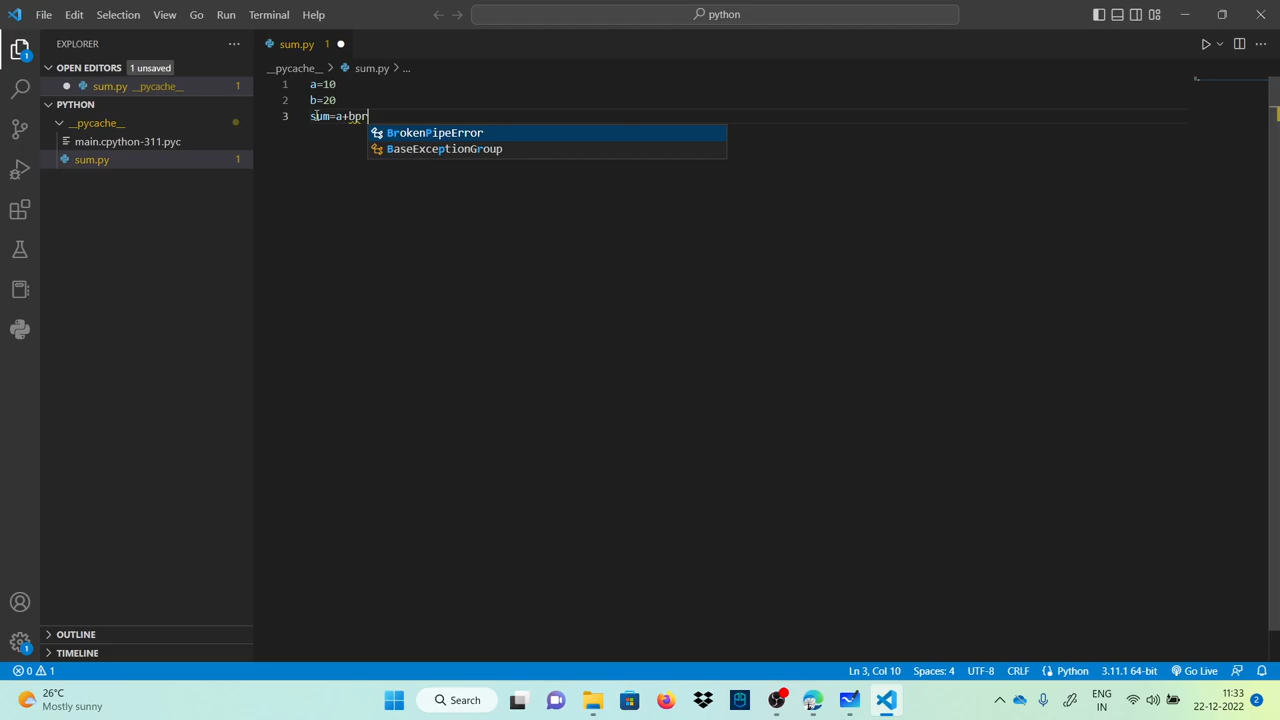 File Edit Selection View Go Run Terminal Help
python
EXPLORER
sum.py 1
OPEN EDITORS 1 unsaved
__pycache__ > sum.py > ...
sum.py __pycache__ 1
1 a=10
2 b=20
3 sum=a+bpr
BrokenPipeError
BaseExceptionGroup
PYTHON
__pycache__
main.cpython-311.pyc
sum.py 1
1
OUTLINE
TIMELINE
1
0 1
Ln 3, Col 10 Spaces: 4 UTF-8 CRLF Python 3.11.1 64-bit Go Live
26°C
Mostly sunny
Search
ENG
IN
11:33
22-12-2022
2